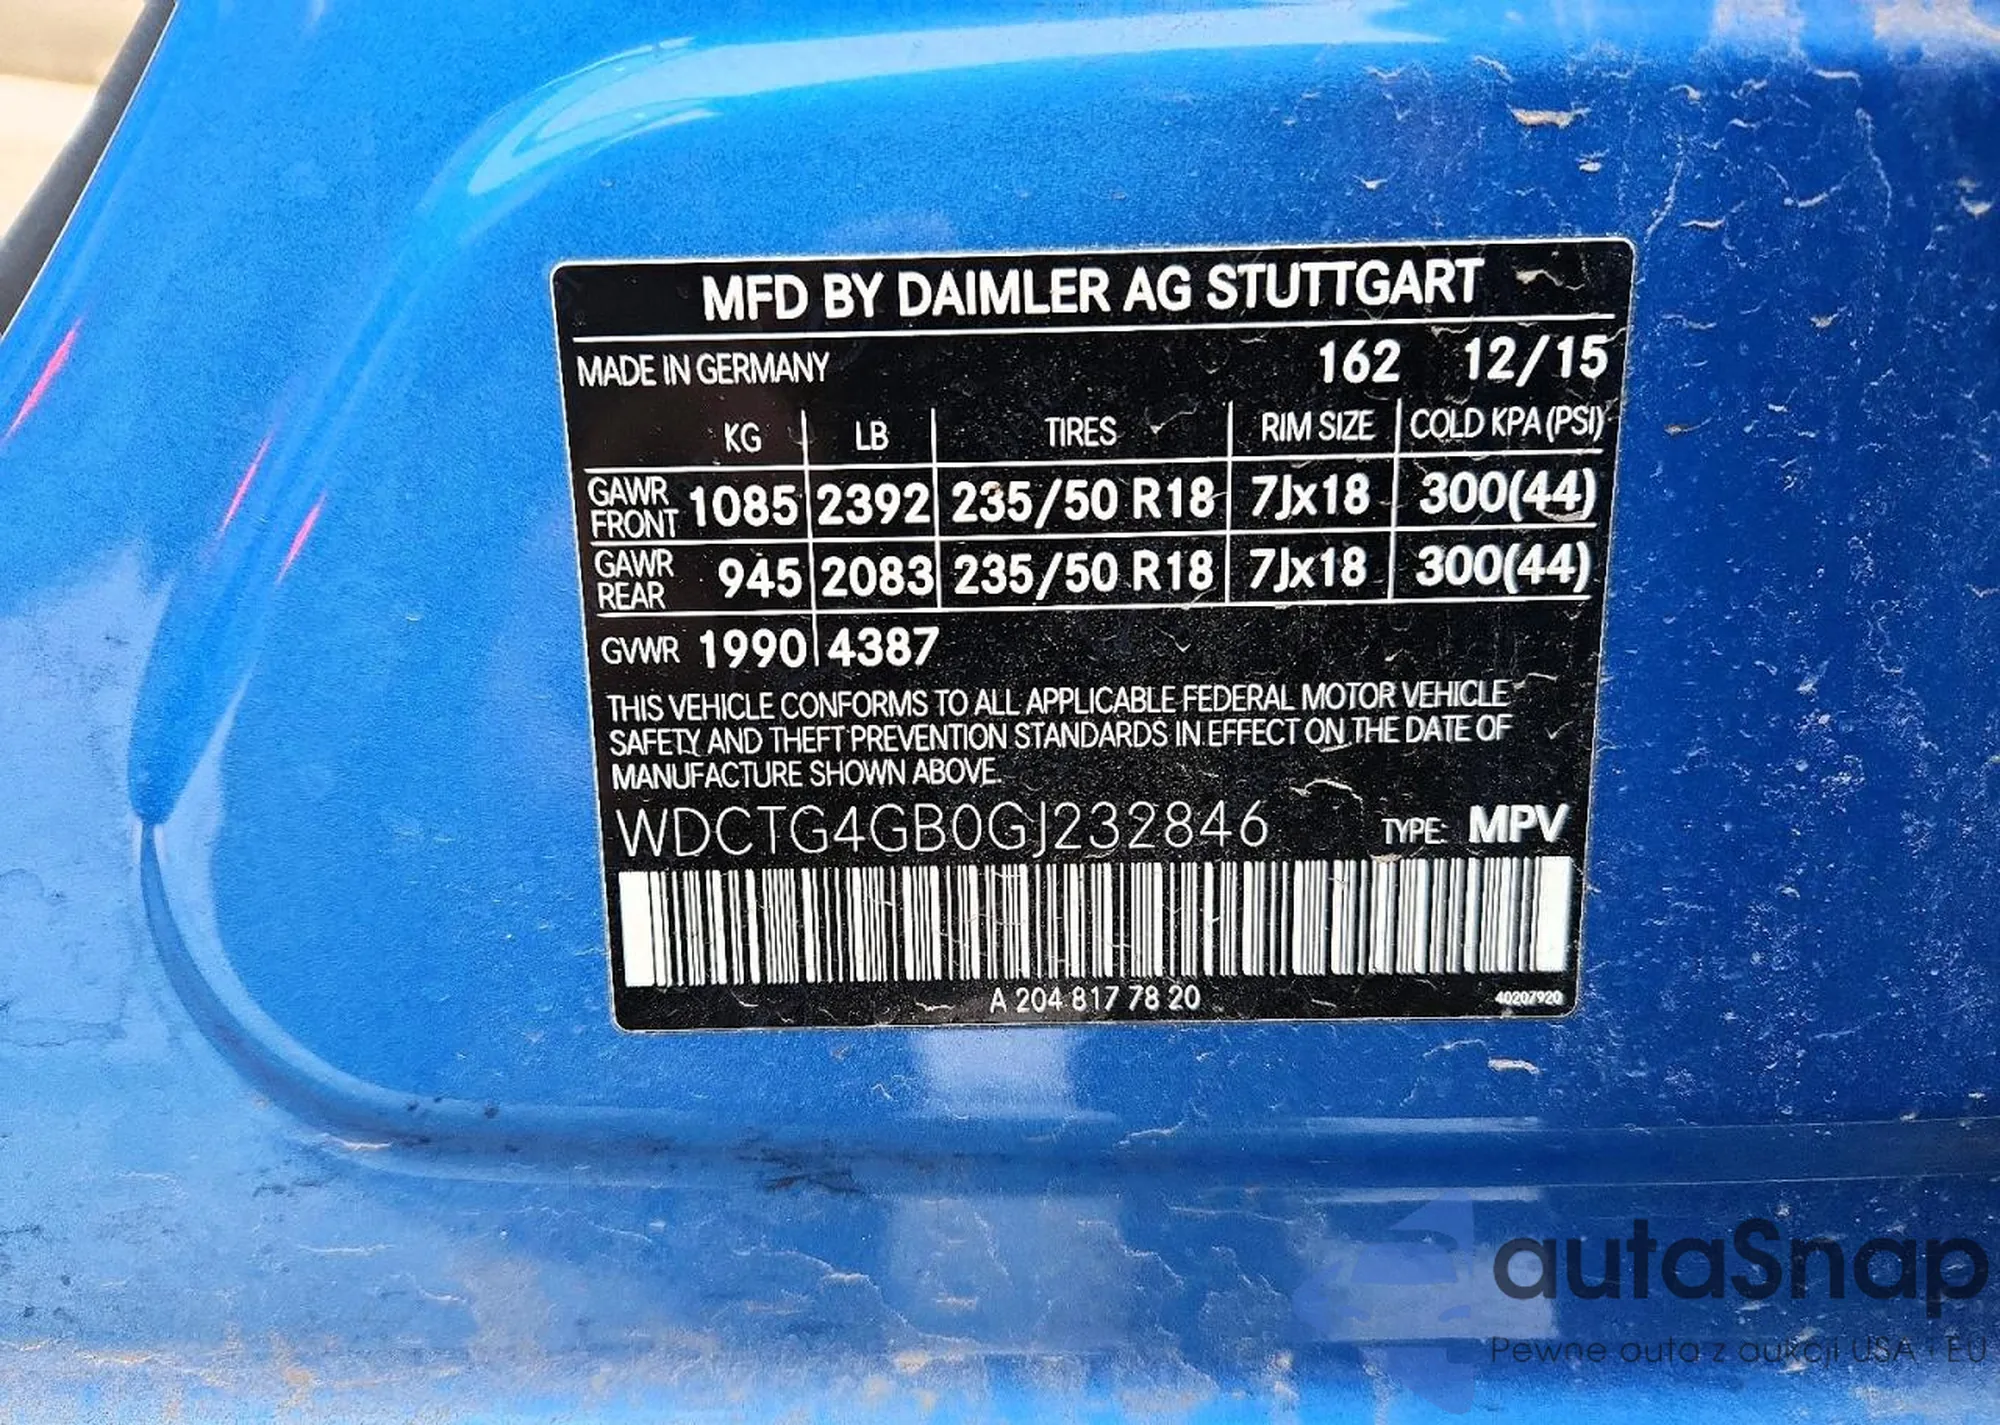 MFD BY DAIMLER AG STUTTGART
MADE IN GERMANY 162 12/15
KG LB TIRES RIM SIZE COLD KPA (PSI)
GAWR FRONT 1085 2392 235/50 R18 7Jx18 300(44)
GAWR REAR 945 2083 235/50 R18 7Jx18 300(44)
GVWR 1990 4387
THIS VEHICLE CONFORMS TO ALL APPLICABLE FEDERAL MOTOR VEHICLE
SAFETY AND THEFT PREVENTION STANDARDS IN EFFECT ON THE DATE OF
MANUFACTURE SHOWN ABOVE.
WDCTG4GB0GJ232846 TYPE: MPV
A 204 817 78 20 40207920
autaSnap
Pewne auta z aukcji USA i EU